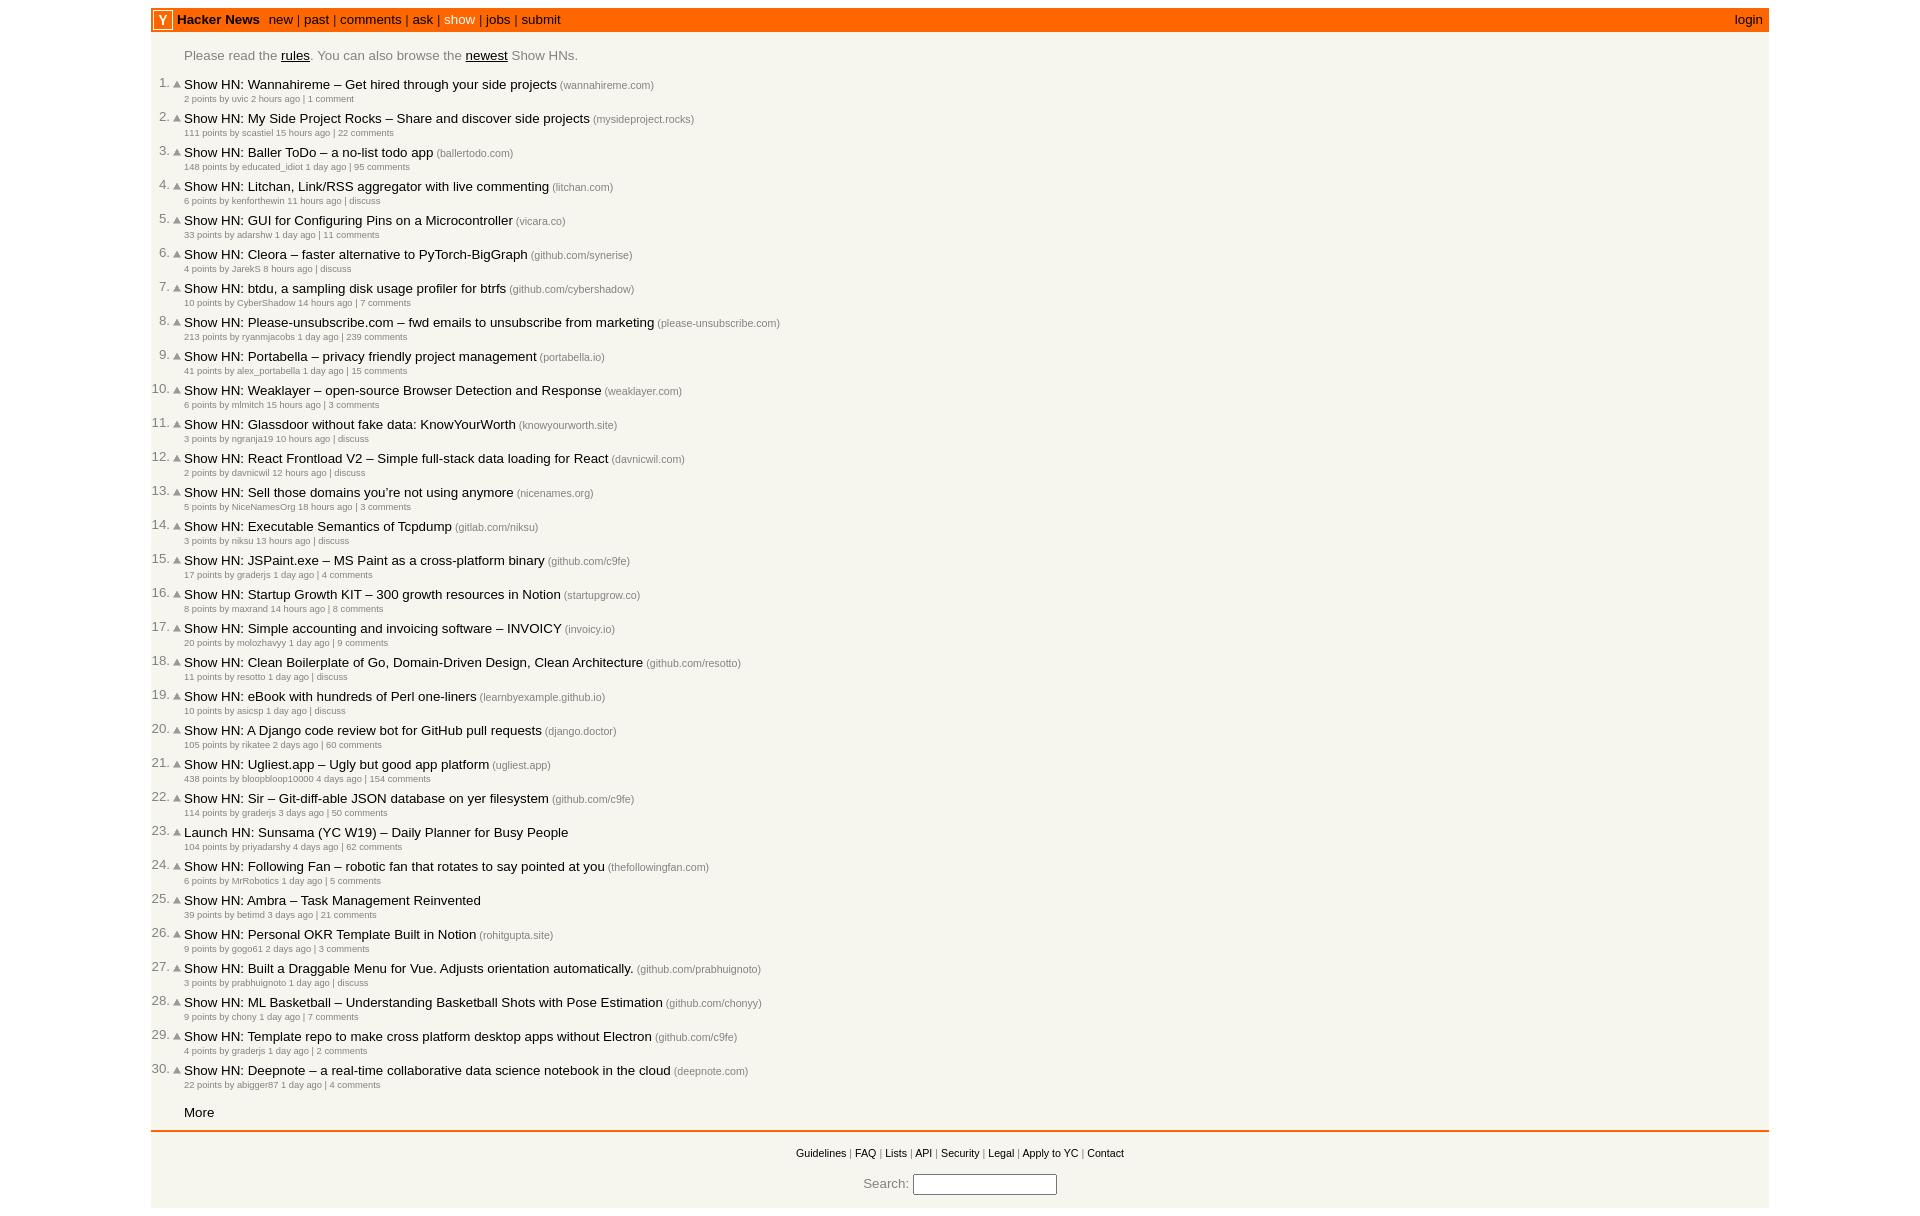 Y Hacker News new | past | comments | ask | show | jobs | submit login
Please read the rules. You can also browse the newest Show HNs.
1. Show HN: Wannahireme – Get hired through your side projects (wannahireme.com)
2 points by uvic 2 hours ago | 1 comment
2. Show HN: My Side Project Rocks – Share and discover side projects (mysideproject.rocks)
111 points by scastiel 15 hours ago | 22 comments
3. Show HN: Baller ToDo – a no-list todo app (ballertodo.com)
148 points by educated_idiot 1 day ago | 95 comments
4. Show HN: Litchan, Link/RSS aggregator with live commenting (litchan.com)
6 points by kenforthewin 11 hours ago | discuss
5. Show HN: GUI for Configuring Pins on a Microcontroller (vicara.co)
33 points by adarshw 1 day ago | 11 comments
6. Show HN: Cleora – faster alternative to PyTorch-BigGraph (github.com/synerise)
4 points by JarekS 8 hours ago | discuss
7. Show HN: btdu, a sampling disk usage profiler for btrfs (github.com/cybershadow)
10 points by CyberShadow 14 hours ago | 7 comments
8. Show HN: Please-unsubscribe.com – fwd emails to unsubscribe from marketing (please-unsubscribe.com)
213 points by ryanmjacobs 1 day ago | 239 comments
9. Show HN: Portabella – privacy friendly project management (portabella.io)
41 points by alex_portabella 1 day ago | 15 comments
10. Show HN: Weaklayer – open-source Browser Detection and Response (weaklayer.com)
6 points by mlmitch 15 hours ago | 3 comments
11. Show HN: Glassdoor without fake data: KnowYourWorth (knowyourworth.site)
3 points by ngranja19 10 hours ago | discuss
12. Show HN: React Frontload V2 – Simple full-stack data loading for React (davnicwil.com)
2 points by davnicwil 12 hours ago | discuss
13. Show HN: Sell those domains you’re not using anymore (nicenames.org)
5 points by NiceNamesOrg 18 hours ago | 3 comments
14. Show HN: Executable Semantics of Tcpdump (gitlab.com/niksu)
3 points by niksu 13 hours ago | discuss
15. Show HN: JSPaint.exe – MS Paint as a cross-platform binary (github.com/c9fe)
17 points by graderjs 1 day ago | 4 comments
16. Show HN: Startup Growth KIT – 300 growth resources in Notion (startupgrow.co)
8 points by maxrand 14 hours ago | 8 comments
17. Show HN: Simple accounting and invoicing software – INVOICY (invoicy.io)
20 points by molozhavyy 1 day ago | 9 comments
18. Show HN: Clean Boilerplate of Go, Domain-Driven Design, Clean Architecture (github.com/resotto)
11 points by resotto 1 day ago | discuss
19. Show HN: eBook with hundreds of Perl one-liners (learnbyexample.github.io)
10 points by asicsp 1 day ago | discuss
20. Show HN: A Django code review bot for GitHub pull requests (django.doctor)
105 points by rikatee 2 days ago | 60 comments
21. Show HN: Ugliest.app – Ugly but good app platform (ugliest.app)
438 points by bloopbloop10000 4 days ago | 154 comments
22. Show HN: Sir – Git-diff-able JSON database on yer filesystem (github.com/c9fe)
114 points by graderjs 3 days ago | 50 comments
23. Launch HN: Sunsama (YC W19) – Daily Planner for Busy People
104 points by priyadarshy 4 days ago | 62 comments
24. Show HN: Following Fan – robotic fan that rotates to say pointed at you (thefollowingfan.com)
6 points by MrRobotics 1 day ago | 5 comments
25. Show HN: Ambra – Task Management Reinvented
39 points by betimd 3 days ago | 21 comments
26. Show HN: Personal OKR Template Built in Notion (rohitgupta.site)
9 points by gogo61 2 days ago | 3 comments
27. Show HN: Built a Draggable Menu for Vue. Adjusts orientation automatically. (github.com/prabhuignoto)
3 points by prabhuignoto 1 day ago | discuss
28. Show HN: ML Basketball – Understanding Basketball Shots with Pose Estimation (github.com/chonyy)
9 points by chony 1 day ago | 7 comments
29. Show HN: Template repo to make cross platform desktop apps without Electron (github.com/c9fe)
4 points by graderjs 1 day ago | 2 comments
30. Show HN: Deepnote – a real-time collaborative data science notebook in the cloud (deepnote.com)
22 points by abigger87 1 day ago | 4 comments
More
Guidelines | FAQ | Lists | API | Security | Legal | Apply to YC | Contact
Search: